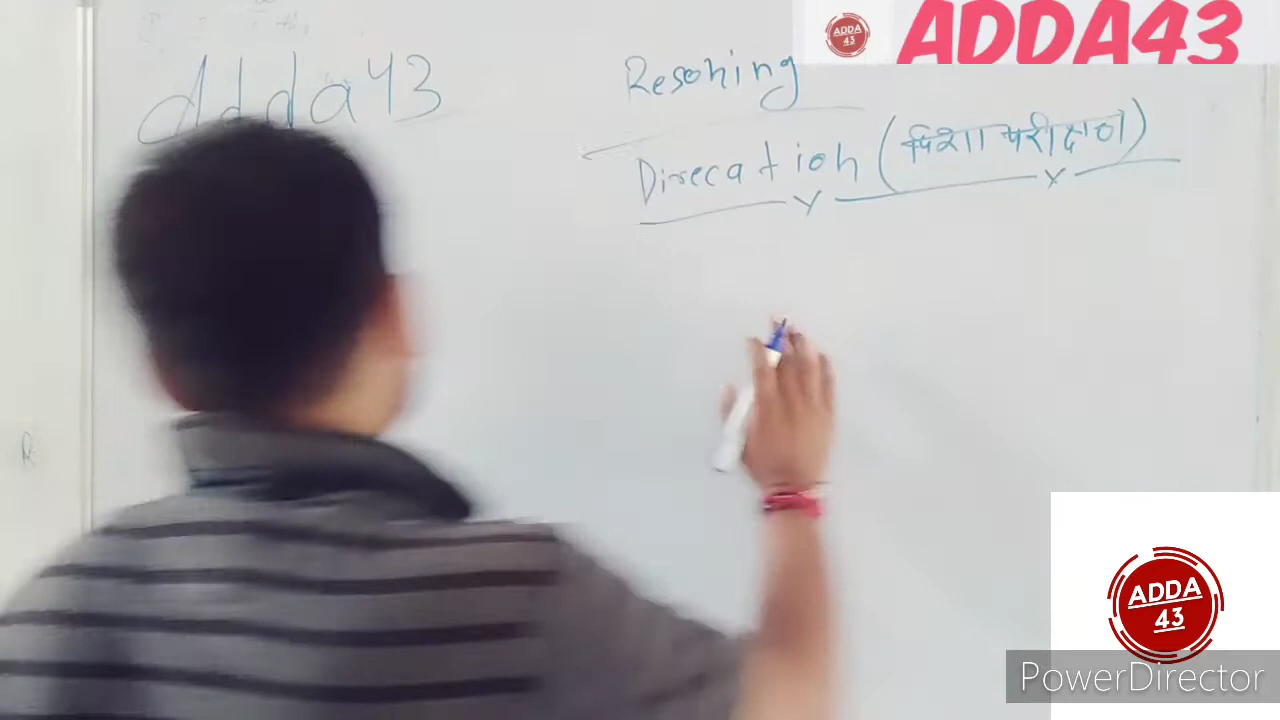 ADDA
43
ADDA43
adda43
Resoning
Direcation (दिशा परीक्षण)
R
ADDA
43
PowerDirector